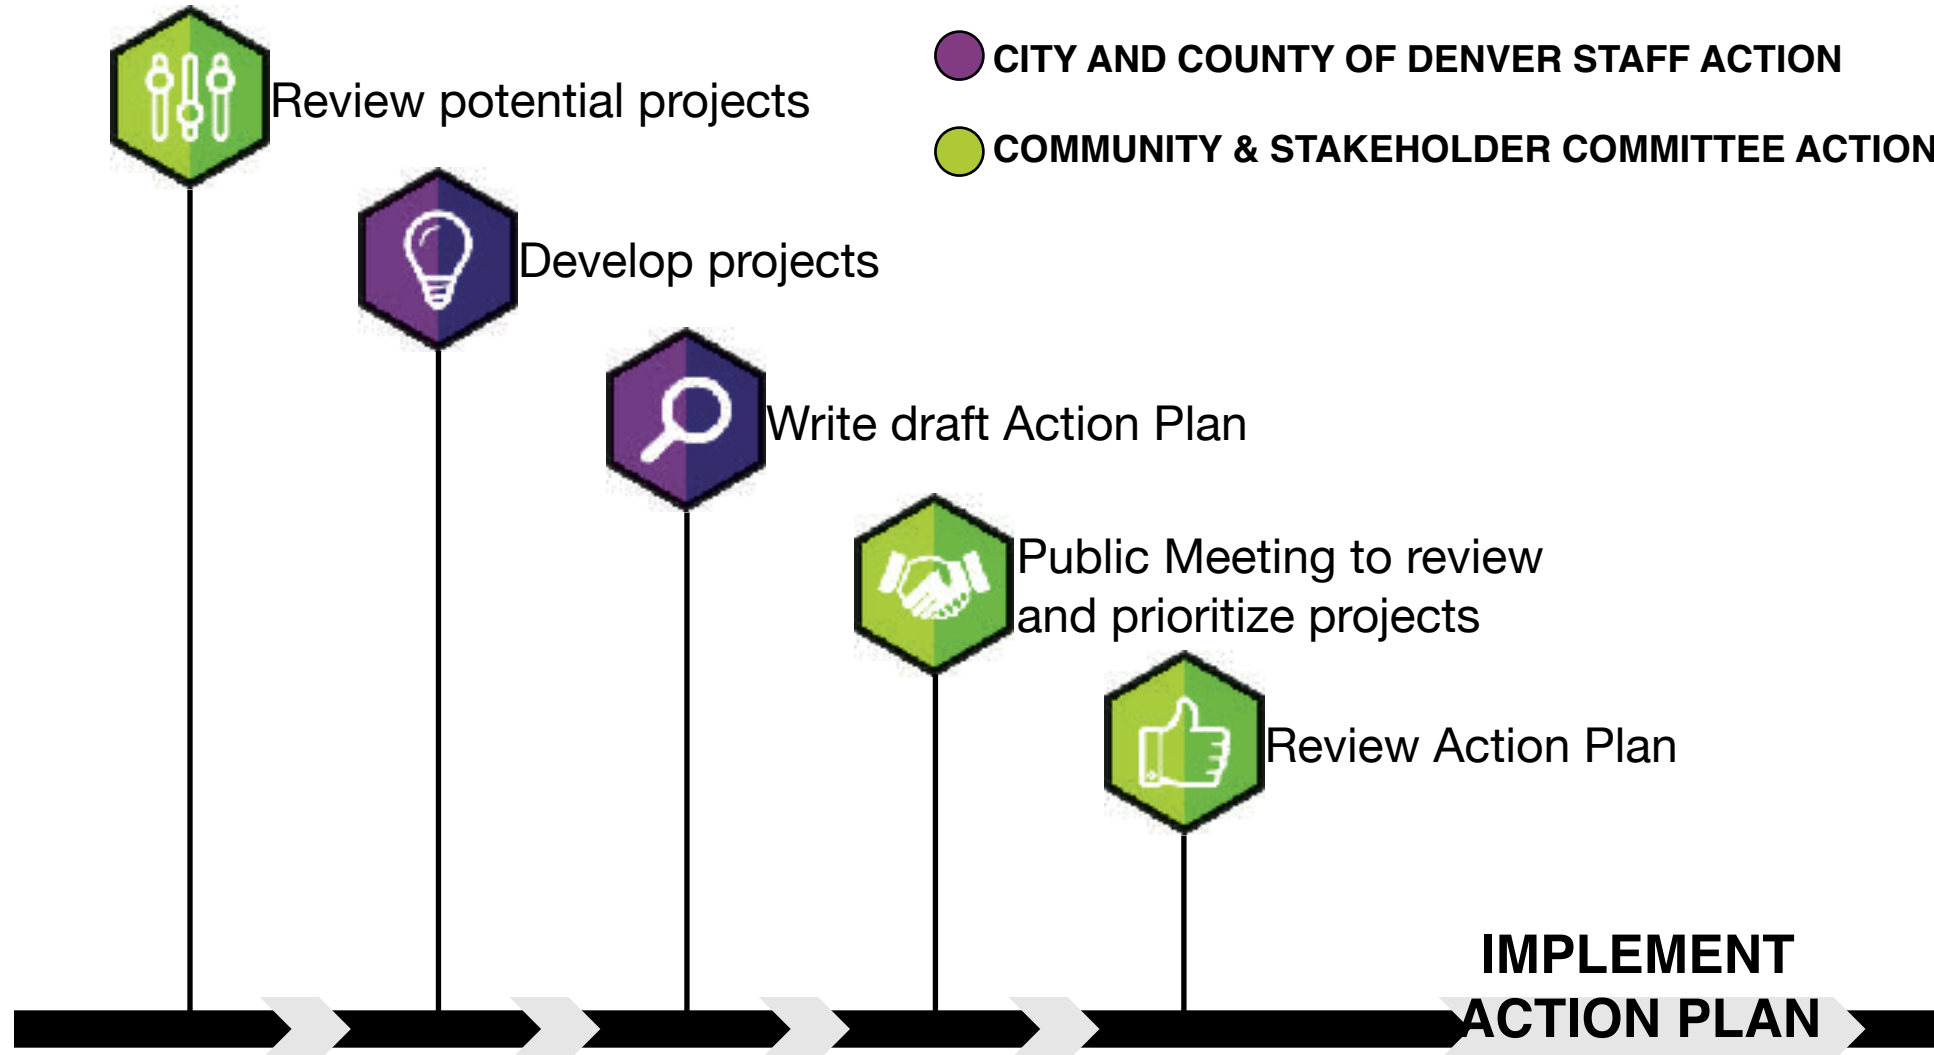 Review potential projects
CITY AND COUNTY OF DENVER STAFF ACTION
COMMUNITY & STAKEHOLDER COMMITTEE ACTION
Develop projects
Write draft Action Plan
Public Meeting to review
and prioritize projects
Review Action Plan
IMPLEMENT
ACTION PLAN